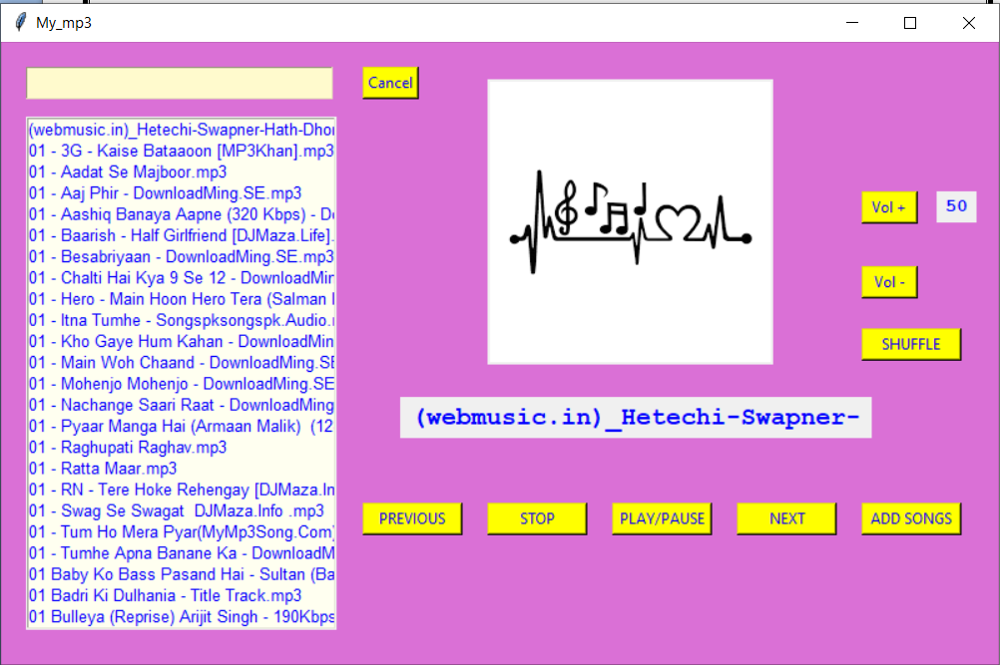 My_mp3
Cancel
(webmusic.in)_Hetechi-Swapner-Hath-Dhor
01 - 3G - Kaise Bataaoon [MP3Khan].mp3
01 - Aadat Se Majboor.mp3
01 - Aaj Phir - DownloadMing.SE.mp3
01 - Aashiq Banaya Aapne (320 Kbps) - Do
01 - Baarish - Half Girlfriend [DJMaza.Life].
01 - Besabriyaan - DownloadMing.SE.mp3
01 - Chalti Hai Kya 9 Se 12 - DownloadMin
01 - Hero - Main Hoon Hero Tera (Salman
01 - Itna Tumhe - Songspksongspk.Audio.
01 - Kho Gaye Hum Kahan - DownloadMin
01 - Main Woh Chaand - DownloadMing.SE
01 - Mohenjo Mohenjo - DownloadMing.SE
01 - Nachange Saari Raat - DownloadMing
01 - Pyaar Manga Hai (Armaan Malik)  (12
01 - Raghupati Raghav.mp3
01 - Ratta Maar.mp3
01 - RN - Tere Hoke Rehengay [DJMaza.In
01 - Swag Se Swagat  DJMaza.Info .mp3
01 - Tum Ho Mera Pyar(MyMp3Song.Com)
01 - Tumhe Apna Banane Ka - DownloadM
01 Baby Ko Bass Pasand Hai - Sultan (Ba
01 Badri Ki Dulhania - Title Track.mp3
01 Bulleya (Reprise) Arijit Singh - 190Kbps
Vol +
50
Vol -
SHUFFLE
(webmusic.in)_Hetechi-Swapner-
PREVIOUS
STOP
PLAY/PAUSE
NEXT
ADD SONGS